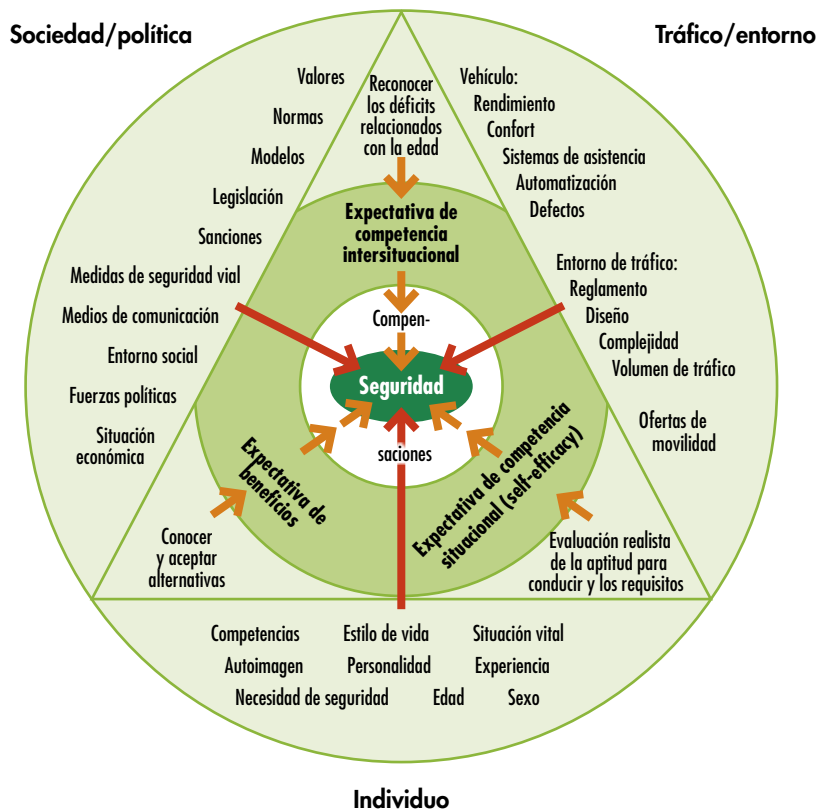 Sociedad/política
Tráfico/entorno
Valores
Normas
Modelos
Legislación
Sanciones
Medidas de seguridad vial
Medios de comunicación
Entorno social
Fuerzas políticas
Situación
económica
Reconocer
los déficits
relacionados
con la edad
Vehículo:
Rendimiento
Confort
Sistemas de asistencia
Automatización
Defectos
Entorno de tráfico:
Reglamento
Diseño
Complejidad
Volumen de tráfico
Ofertas de
movilidad
Expectativa de
competencia
intersituacional
Compen-
Seguridad
saciones
Expectativa de
beneficios
Expectativa de competencia
situacional (self-efficacy)
Conocer
y aceptar
alternativas
Evaluación realista
de la aptitud para
conducir y los requisitos
Competencias Estilo de vida Situación vital
Autoimagen Personalidad Experiencia
Necesidad de seguridad Edad Sexo
Individuo